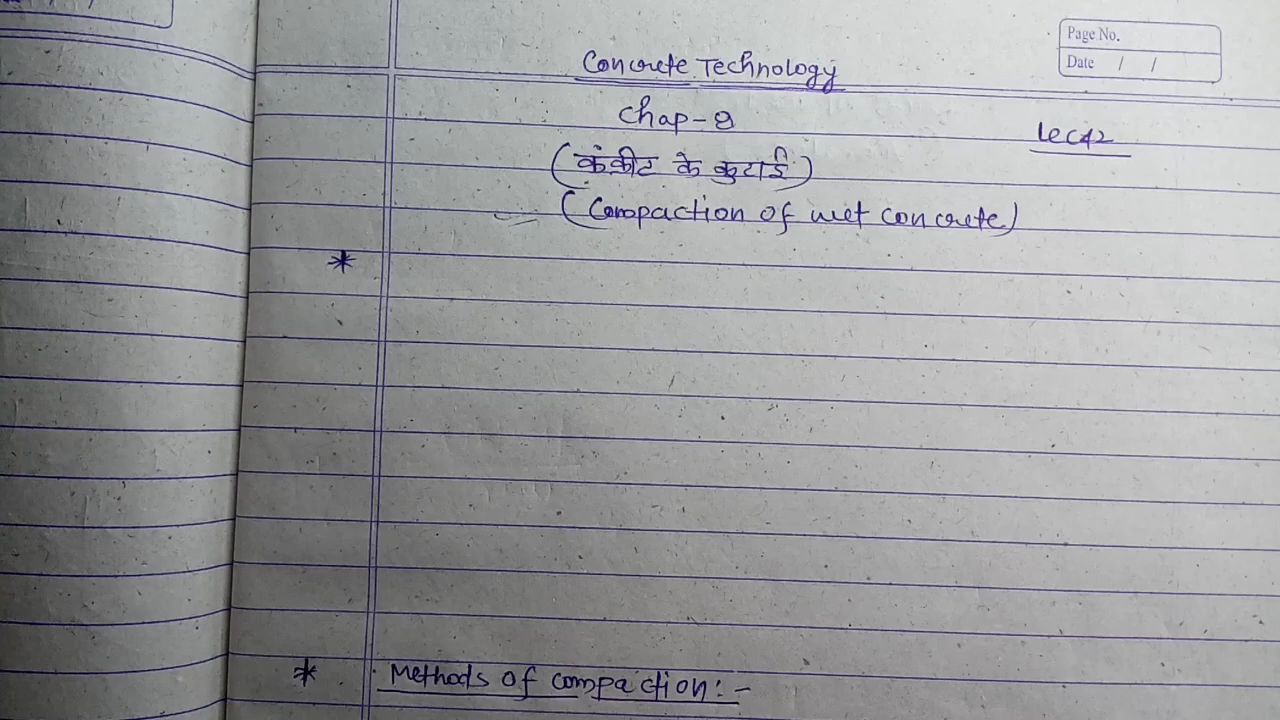 Page No.
Date / /
Concrete Technology
Chap-8
Lec42
(कंक्रीट के कुटाई)
(Compaction of wet concrete)
*
* Methods of compaction:-